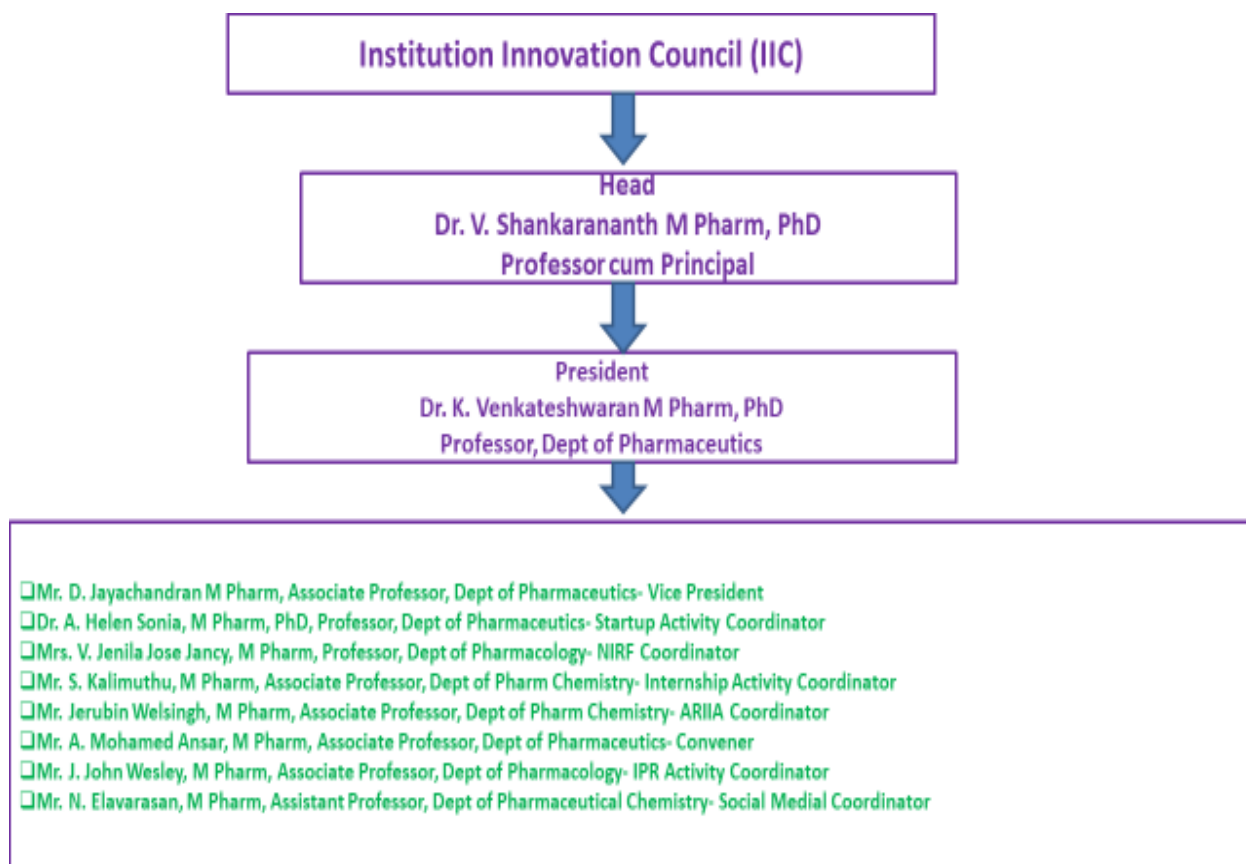 Institution Innovation Council (IIC)
Head
Dr. V. Shankarananth M Pharm, PhD
Professor cum Principal
President
Dr. K. Venkateshwaran M Pharm, PhD
Professor, Dept of Pharmaceutics
❑Mr. D. Jayachandran M Pharm, Associate Professor, Dept of Pharmaceutics- Vice President
❑Dr. A. Helen Sonia, M Pharm, PhD, Professor, Dept of Pharmaceutics- Startup Activity Coordinator
❑Mrs. V. Jenila Jose Jancy, M Pharm, Professor, Dept of Pharmacology- NIRF Coordinator
❑Mr. S. Kalimuthu, M Pharm, Associate Professor, Dept of Pharm Chemistry- Internship Activity Coordinator
❑Mr. Jerubin Welsingh, M Pharm, Associate Professor, Dept of Pharm Chemistry- ARIIA Coordinator
❑Mr. A. Mohamed Ansar, M Pharm, Associate Professor, Dept of Pharmaceutics- Convener
❑Mr. J. John Wesley, M Pharm, Associate Professor, Dept of Pharmacology- IPR Activity Coordinator
❑Mr. N. Elavarasan, M Pharm, Assistant Professor, Dept of Pharmaceutical Chemistry- Social Medial Coordinator